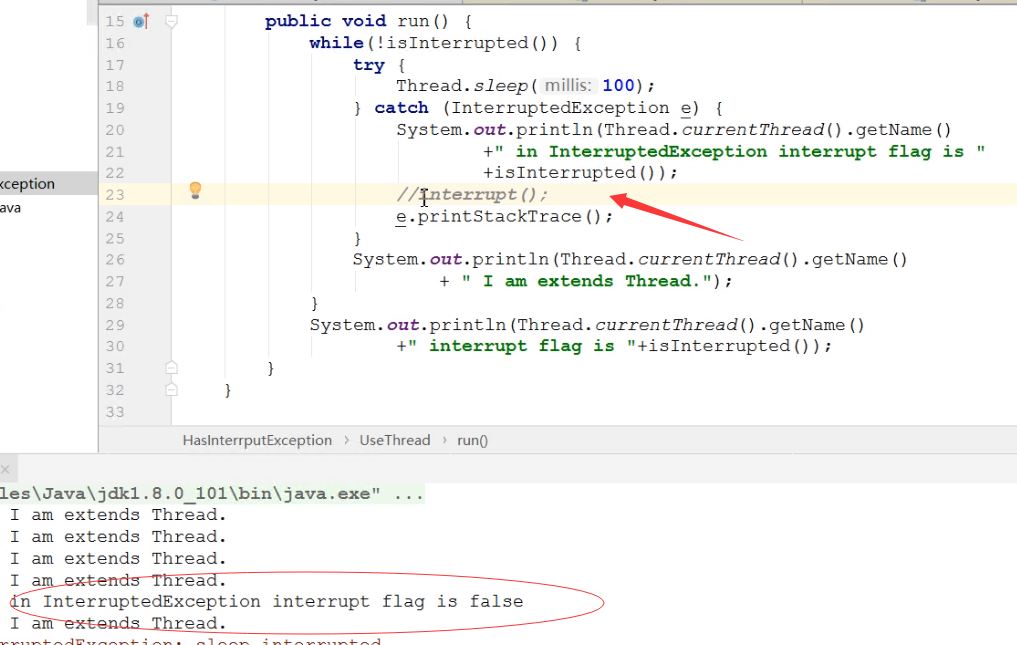 15 public void run() {
16 while(!isInterrupted()) {
17 try {
18 Thread.sleep( millis: 100);
19 } catch (InterruptedException e) {
20 System.out.println(Thread.currentThread().getName()
21 +" in InterruptedException interrupt flag is "
22 +isInterrupted());
xception
23 //interrupt();
ava
24 e.printStackTrace();
25 }
26 System.out.println(Thread.currentThread().getName()
27 + " I am extends Thread.");
28 }
29 System.out.println(Thread.currentThread().getName()
30 +" interrupt flag is "+isInterrupted());
31 }
32 }
33
HasInterrputException › UseThread › run()
les\Java\jdk1.8.0_101\bin\java.exe" ...
I am extends Thread.
I am extends Thread.
I am extends Thread.
I am extends Thread.
in InterruptedException interrupt flag is false
I am extends Thread.
rruptedException: sleep interrupted